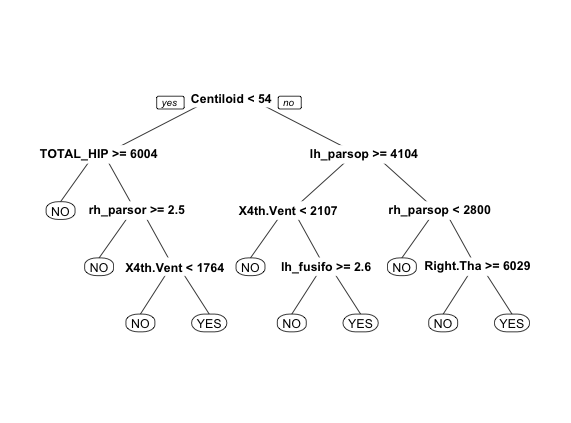 yes Centiloid < 54 no
TOTAL_HIP >= 6004 lh_parsop >= 4104
NO rh_parsor >= 2.5 X4th.Vent < 2107 rh_parsop < 2800
NO X4th.Vent < 1764 NO lh_fusifo >= 2.6 NO Right.Tha >= 6029
NO YES NO YES NO YES